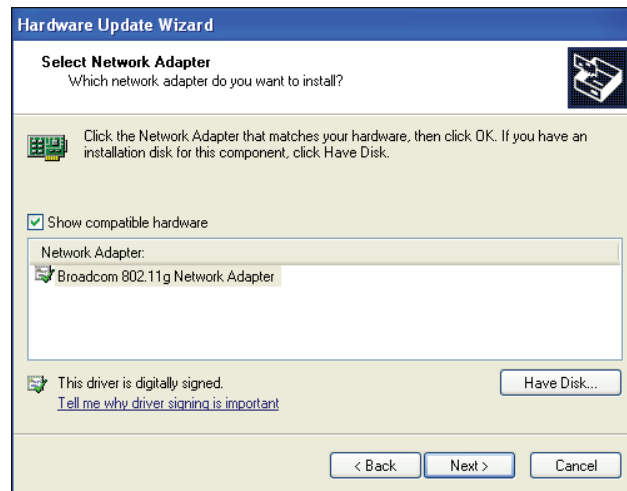 Hardware Update Wizard
Select Network Adapter
Which network adapter do you want to install?
Click the Network Adapter that matches your hardware, then click OK. If you have an
installation disk for this component, click Have Disk.
Show compatible hardware
Network Adapter:
Broadcom 802.11g Network Adapter
This driver is digitally signed.
Have Disk...
Tell me why driver signing is important
< Back
Next >
Cancel